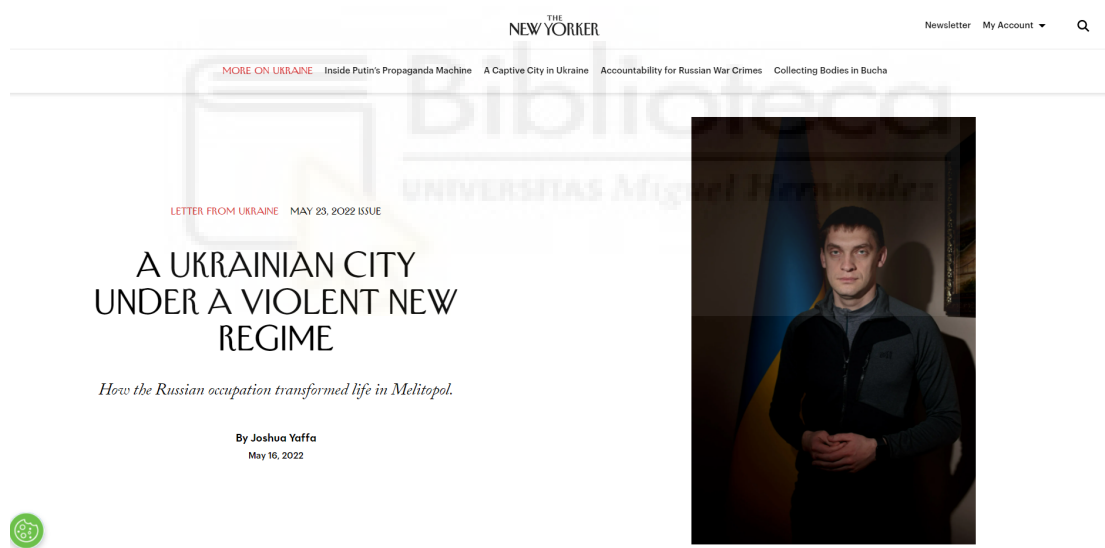 THE
NEW YORKER
Newsletter My Account
MORE ON UKRAINE Inside Putin's Propaganda Machine A Captive City in Ukraine Accountability for Russian War Crimes Collecting Bodies in Bucha
Biblioteca
UNIVERSITAS Miguel Hernández
LETTER FROM UKRAINE MAY 23, 2022 ISSUE
A UKRAINIAN CITY
UNDER A VIOLENT NEW
REGIME
How the Russian occupation transformed life in Melitopol.
By Joshua Yaffa
May 16, 2022